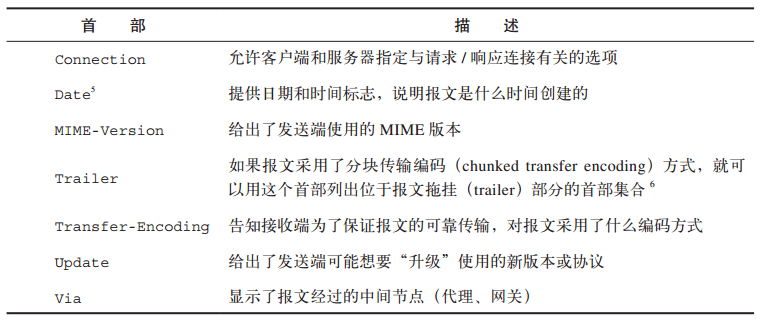 首 部 描 述
Connection 允许客户端和服务器指定与请求 / 响应连接有关的选项
Date5 提供日期和时间标志，说明报文是什么时间创建的
MIME-Version 给出了发送端使用的 MIME 版本
如果报文采用了分块传输编码（chunked transfer encoding）方式，就可
Trailer
以用这个首部列出位于报文拖挂（trailer）部分的首部集合 6
Transfer-Encoding 告知接收端为了保证报文的可靠传输，对报文采用了什么编码方式
Update 给出了发送端可能想要“升级”使用的新版本或协议
Via 显示了报文经过的中间节点（代理、网关）